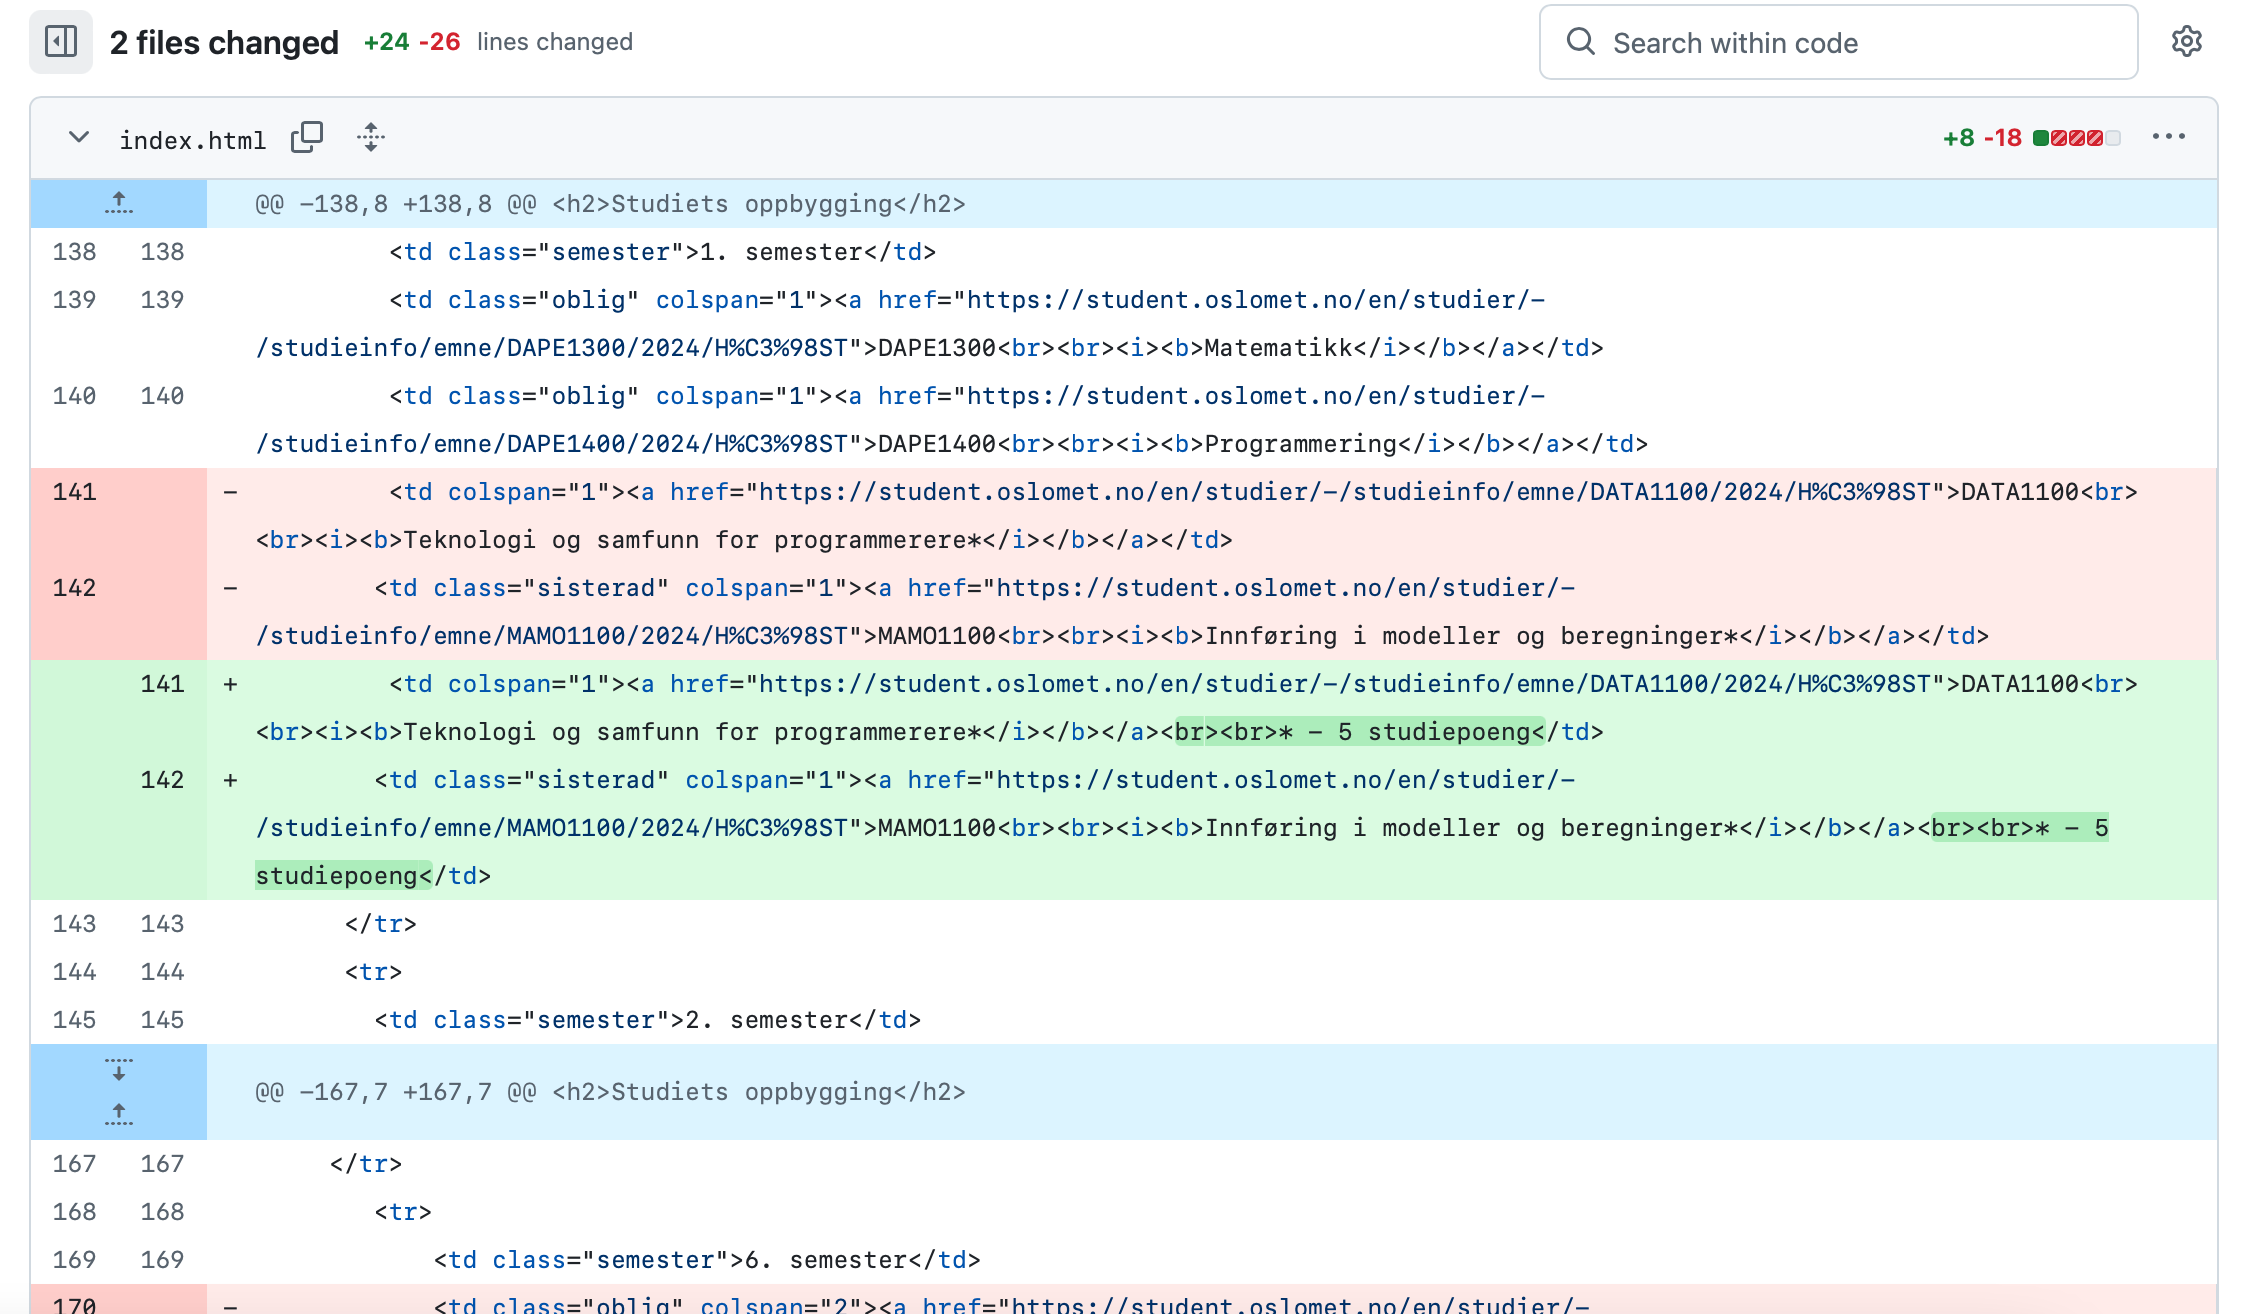 2 files changed +24 -26 lines changed
Search within code
index.html
+8 -18
@@ -138,8 +138,8 @@ <h2>Studiets oppbygging</h2>
138 138 <td class="semester">1. semester</td>
139 139 <td class="oblig" colspan="1"><a href="https://student.oslomet.no/en/studier/-
/studieinfo/emne/DAPE1300/2024/H%C3%98ST">DAPE1300<br><br><i><b>Matematikk</i></b></a></td>
140 140 <td class="oblig" colspan="1"><a href="https://student.oslomet.no/en/studier/-
/studieinfo/emne/DAPE1400/2024/H%C3%98ST">DAPE1400<br><br><i><b>Programmering</i></b></a></td>
141 - <td colspan="1"><a href="https://student.oslomet.no/en/studier/-/studieinfo/emne/DATA1100/2024/H%C3%98ST">DATA1100<br>
<br><i><b>Teknologi og samfunn for programmerere*</i></b></a></td>
142 - <td class="sisterad" colspan="1"><a href="https://student.oslomet.no/en/studier/-
/studieinfo/emne/MAMO1100/2024/H%C3%98ST">MAMO1100<br><br><i><b>Innføring i modeller og beregninger*</i></b></a></td>
141 + <td colspan="1"><a href="https://student.oslomet.no/en/studier/-/studieinfo/emne/DATA1100/2024/H%C3%98ST">DATA1100<br>
<br><i><b>Teknologi og samfunn for programmerere*</i></b></a><br><br>* - 5 studiepoeng</td>
142 + <td class="sisterad" colspan="1"><a href="https://student.oslomet.no/en/studier/-
/studieinfo/emne/MAMO1100/2024/H%C3%98ST">MAMO1100<br><br><i><b>Innføring i modeller og beregninger*</i></b></a><br><br>* - 5
studiepoeng</td>
143 143 </tr>
144 144 <tr>
145 145 <td class="semester">2. semester</td>
@@ -167,7 +167,7 @@ <h2>Studiets oppbygging</h2>
167 167 </tr>
168 168 <tr>
169 169 <td class="semester">6. semester</td>
170 - <td class="oblig" colspan="2"><a href="https://student.oslomet.no/en/studier/-